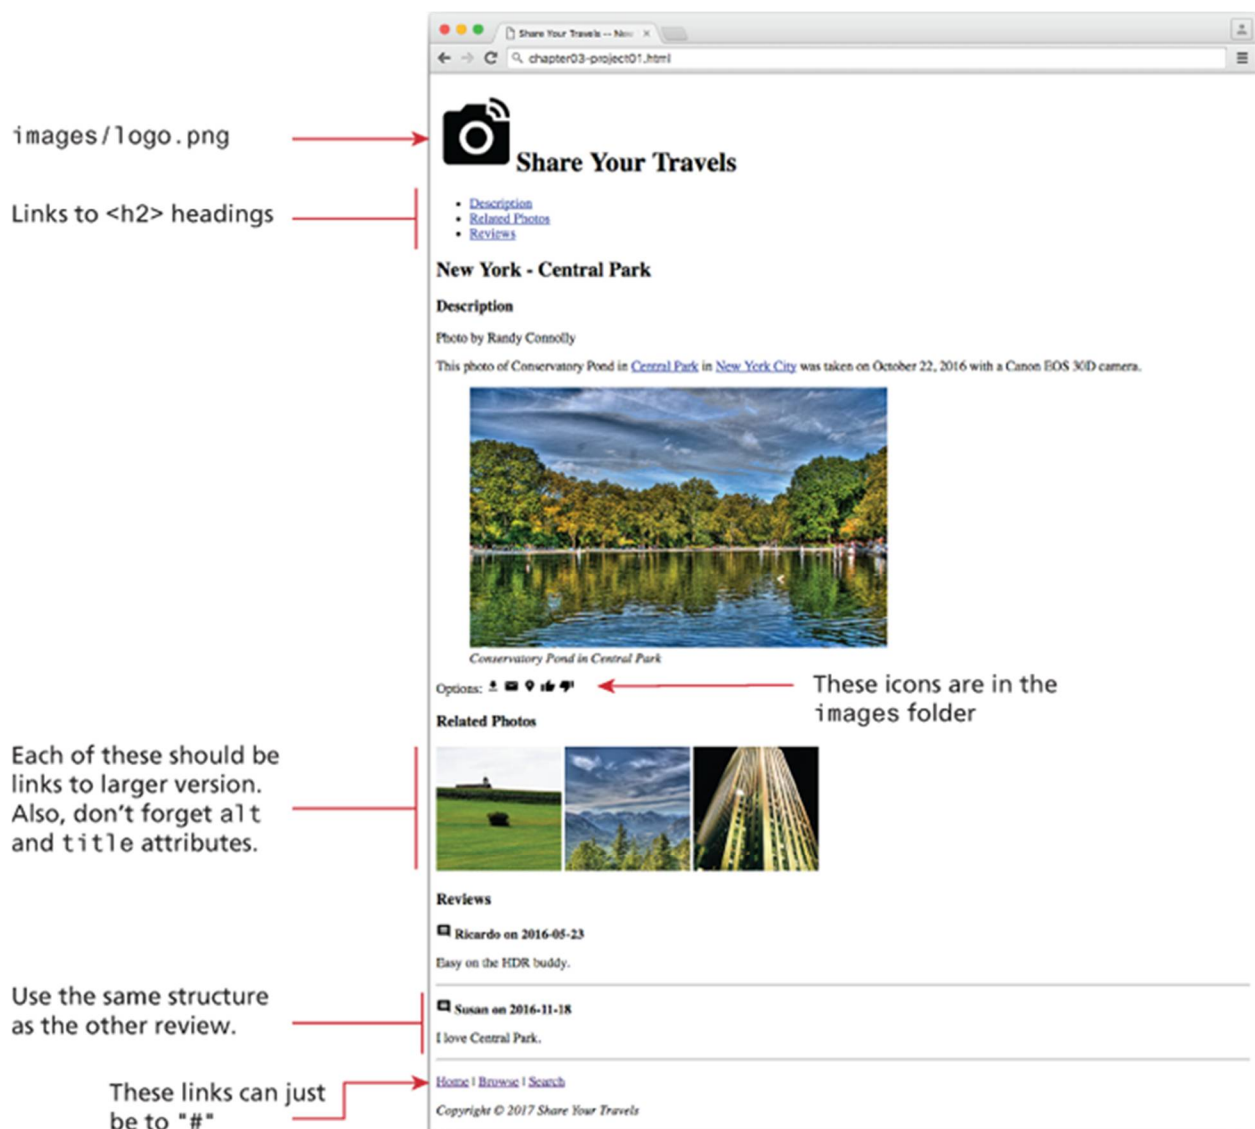 Share Your Travels -- New
chapter03-project01.html
images/logo.png
Share Your Travels
Links to <h2> headings
Description
Related Photos
Reviews
New York - Central Park
Description
Photo by Randy Connolly
This photo of Conservatory Pond in Central Park in New York City was taken on October 22, 2016 with a Canon EOS 30D camera.
Conservatory Pond in Central Park
Options:
These icons are in the
images folder
Related Photos
Each of these should be
links to larger version.
Also, don't forget alt
and title attributes.
Reviews
Ricardo on 2016-05-23
Easy on the HDR buddy.
Use the same structure
as the other review.
Susan on 2016-11-18
I love Central Park.
These links can just
be to "#"
Home | Browse | Search
Copyright © 2017 Share Your Travels